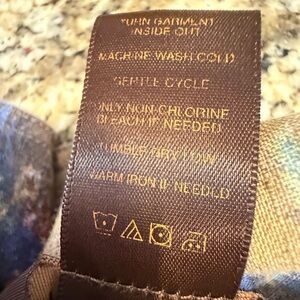 TURN GARMENT
INSIDE OUT
MACHINE WASH COLD
GENTLE CYCLE
ONLY NON-CHLORINE
BLEACH IF NEEDED
TUMBLE DRY LOW
WARM IRON IF NEEDED